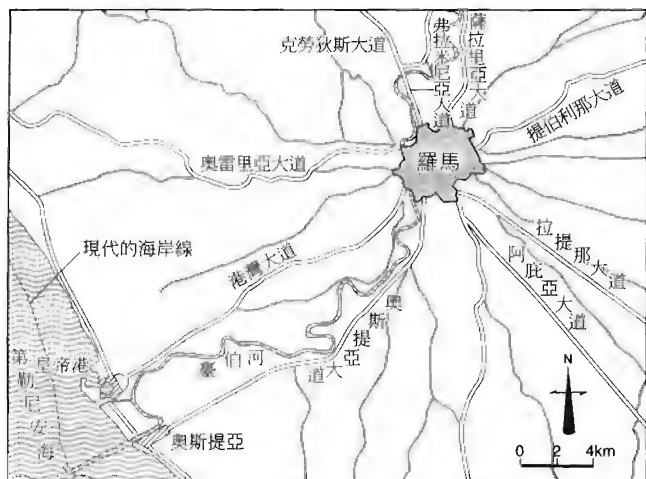 克勞狄斯大道
弗拉米尼亞大道
薩拉里亞大道
提伯利那大道
奧雷里亞大道
羅馬
現代的海岸線
港灣大道
拉提那大道
阿庇亞大道
奧斯提亞大道
臺伯河
皇帝港
第勒尼安海
奧斯提亞
N
0 2 4km